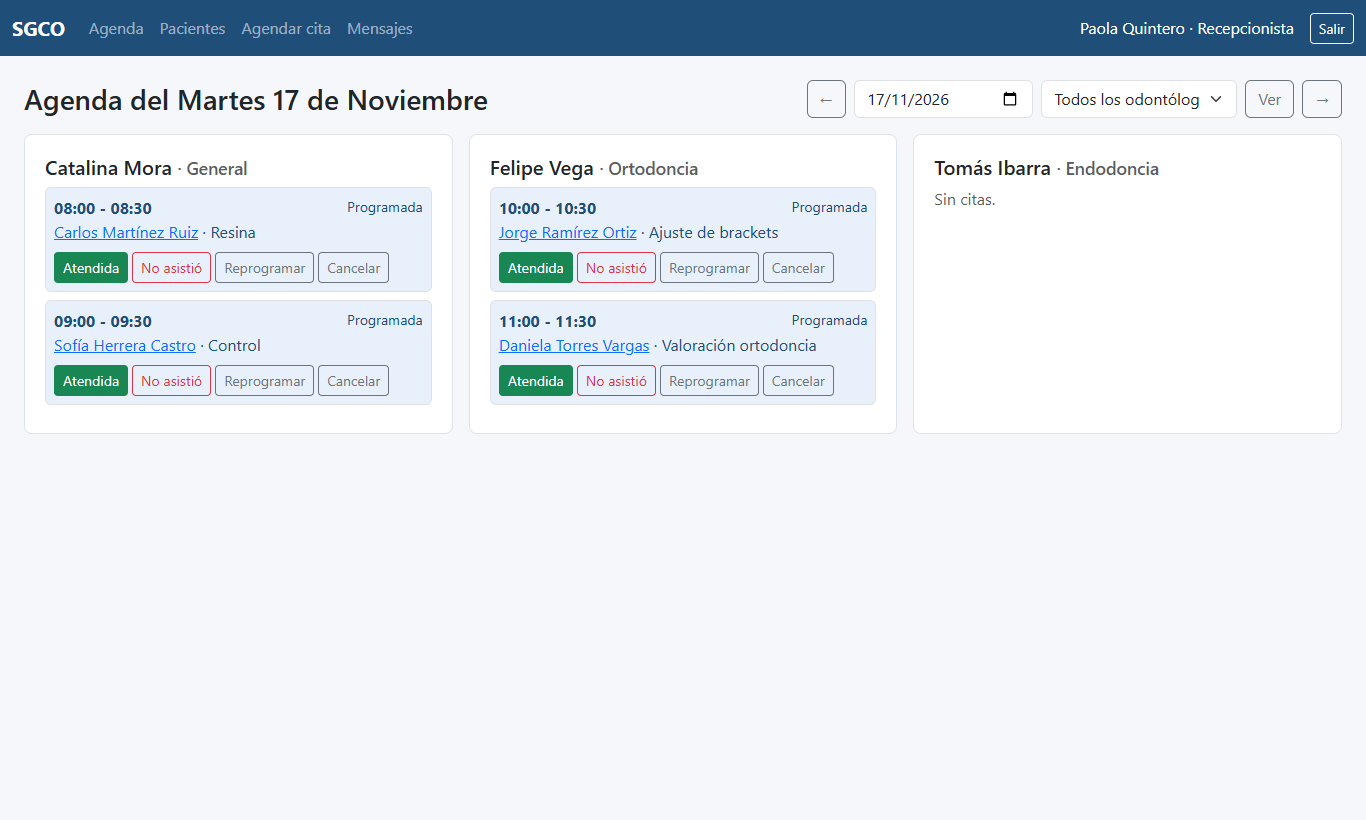 SGCO Agenda Pacientes Agendar cita Mensajes Paola Quintero · Recepcionista Salir
Agenda del Martes 17 de Noviembre ← 17/11/2026 Todos los odontólog Ver →
Catalina Mora · General
08:00 - 08:30 Programada
Carlos Martínez Ruiz · Resina
Atendida No asistió Reprogramar Cancelar
09:00 - 09:30 Programada
Sofía Herrera Castro · Control
Atendida No asistió Reprogramar Cancelar
Felipe Vega · Ortodoncia
10:00 - 10:30 Programada
Jorge Ramírez Ortiz · Ajuste de brackets
Atendida No asistió Reprogramar Cancelar
11:00 - 11:30 Programada
Daniela Torres Vargas · Valoración ortodoncia
Atendida No asistió Reprogramar Cancelar
Tomás Ibarra · Endodoncia
Sin citas.